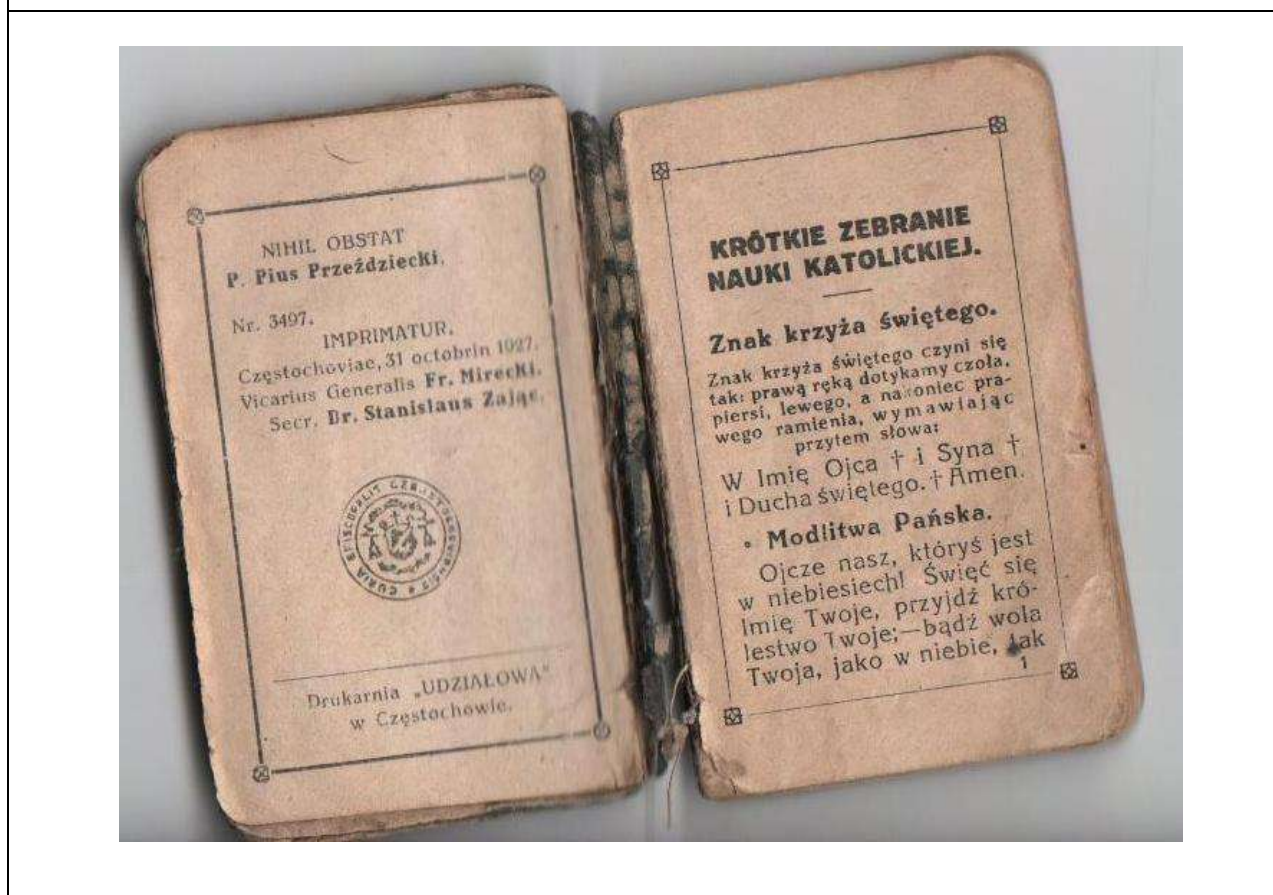 NIHIL OBSTAT
P. Pius Przeździecki.
Nr. 3497.
IMPRIMATUR.
Częstochoviae, 31 octobrin 1927.
Vicarius Generalis Fr. Mirecki.
Secr. Dr. Stanislaus Zając.
CURIA EPISCOPALIS
Drukarnia „UDZIAŁOWA"
w Częstochowie.
KRÓTKIE ZEBRANIE
NAUKI KATOLICKIEJ.
Znak krzyża świętego.
Znak krzyża świętego czyni się
tak: prawą ręką dotykamy czoła,
piersi, lewego, a nakoniec pra-
wego ramienia, wymawiając
przytem słowa:
W Imię Ojca † i Syna †
i Ducha świętego. † Amen.
Modlitwa Pańska.
Ojcze nasz, któryś jest
w niebiesiech! Święć się
Imię Twoje, przyjdź kró-
lestwo Twoje;—bądź wola
Twoja, jako w niebie, tak
1